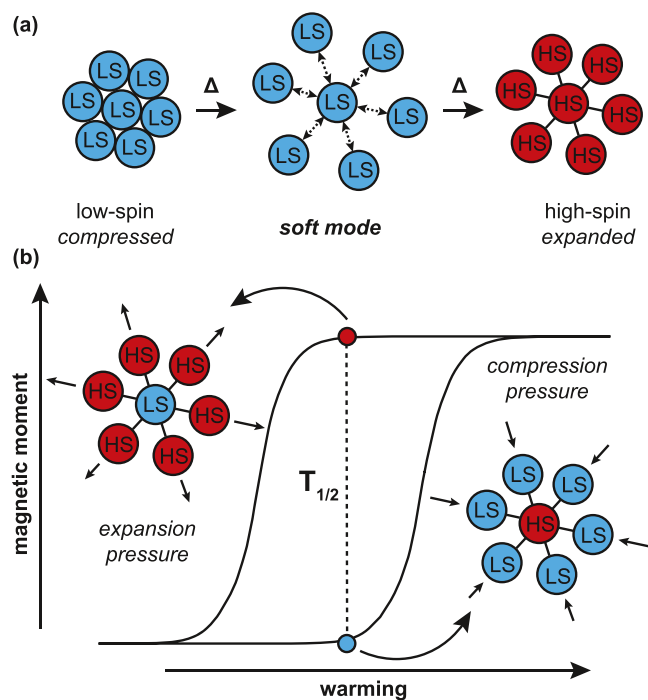 (a)
LS
LS
LS
LS
LS
LS
LS
Δ
LS
LS
LS
LS
LS
LS
LS
Δ
HS
HS
HS
HS
HS
HS
HS
low-spin
compressed
soft mode
high-spin
expanded
(b)
magnetic moment
HS
HS
HS
LS
HS
HS
HS
expansion
pressure
T1/2
compression
pressure
LS
LS
LS
HS
LS
LS
LS
warming